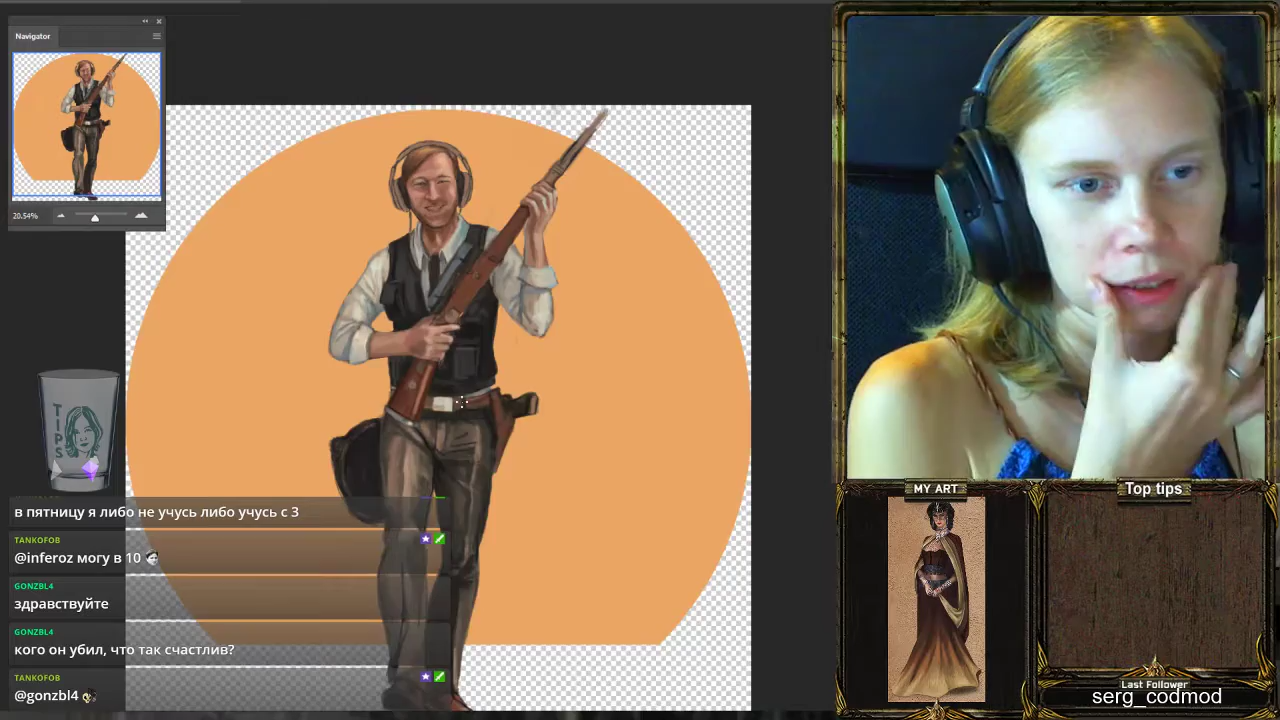 Navigator
20.54%
TIPS
в пятницу я либо не учусь либо учусь с 3
TANKOFOB
@inferoz могу в 10
GONZBL4
здравствуйте
GONZBL4
кого он убил, что так счастлив?
TANKOFOB
@gonzbl4
MY ART
Top tips
Last Follower
serg_codmod